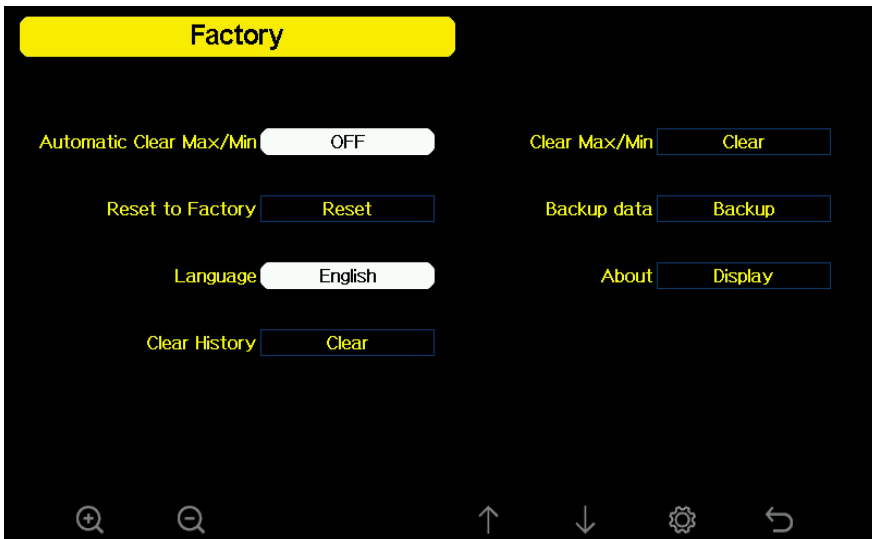 Factory
Automatic Clear Max/Min OFF Clear Max/Min Clear
Reset to Factory Reset Backup data Backup
Language English About Display
Clear History Clear